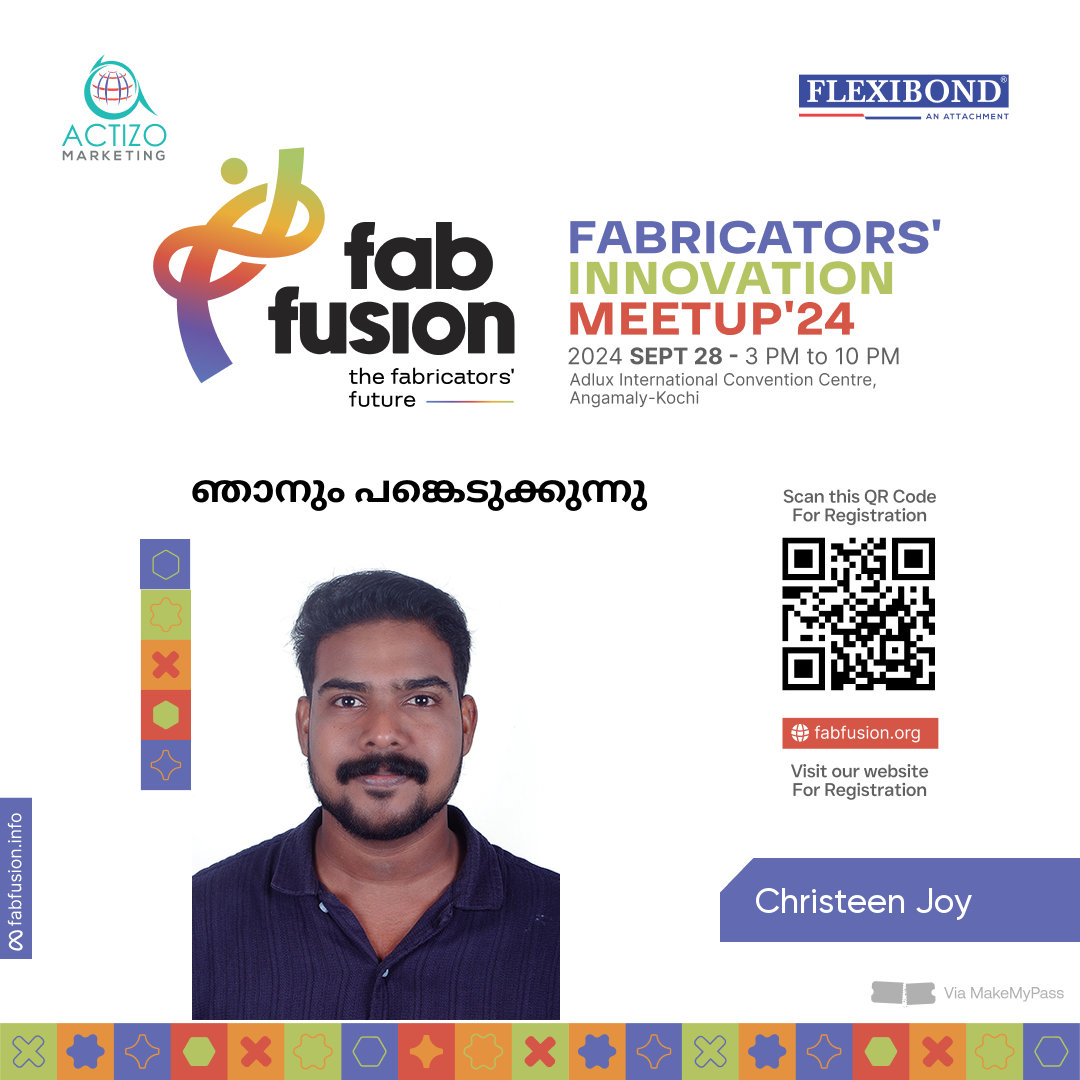 ACTIZO
MARKETING
FLEXIBOND®
AN ATTACHMENT
fab
fusion
the fabricators'
future
FABRICATORS'
INNOVATION
MEETUP'24
2024 SEPT 28 - 3 PM to 10 PM
Adlux International Convention Centre,
Angamaly-Kochi
ഞാനും പങ്കെടുക്കുന്നു
Scan this QR Code
For Registration
fabfusion.org
Visit our website
For Registration
fabfusion.info
Christeen Joy
Via MakeMyPass